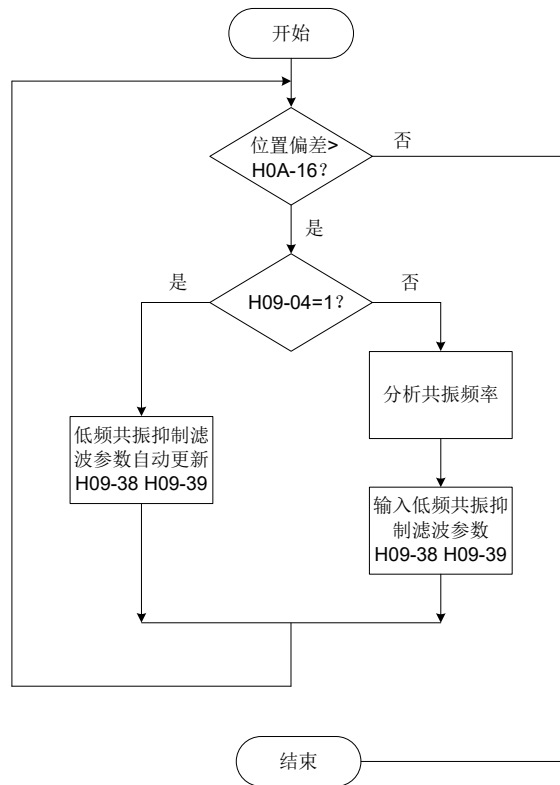 开始
位置偏差>
H0A-16?
否
是
H09-04=1?
是
否
分析共振频率
低频共振抑制滤
波参数自动更新
H09-38 H09-39
输入低频共振抑
制滤波参数
H09-38 H09-39
结束